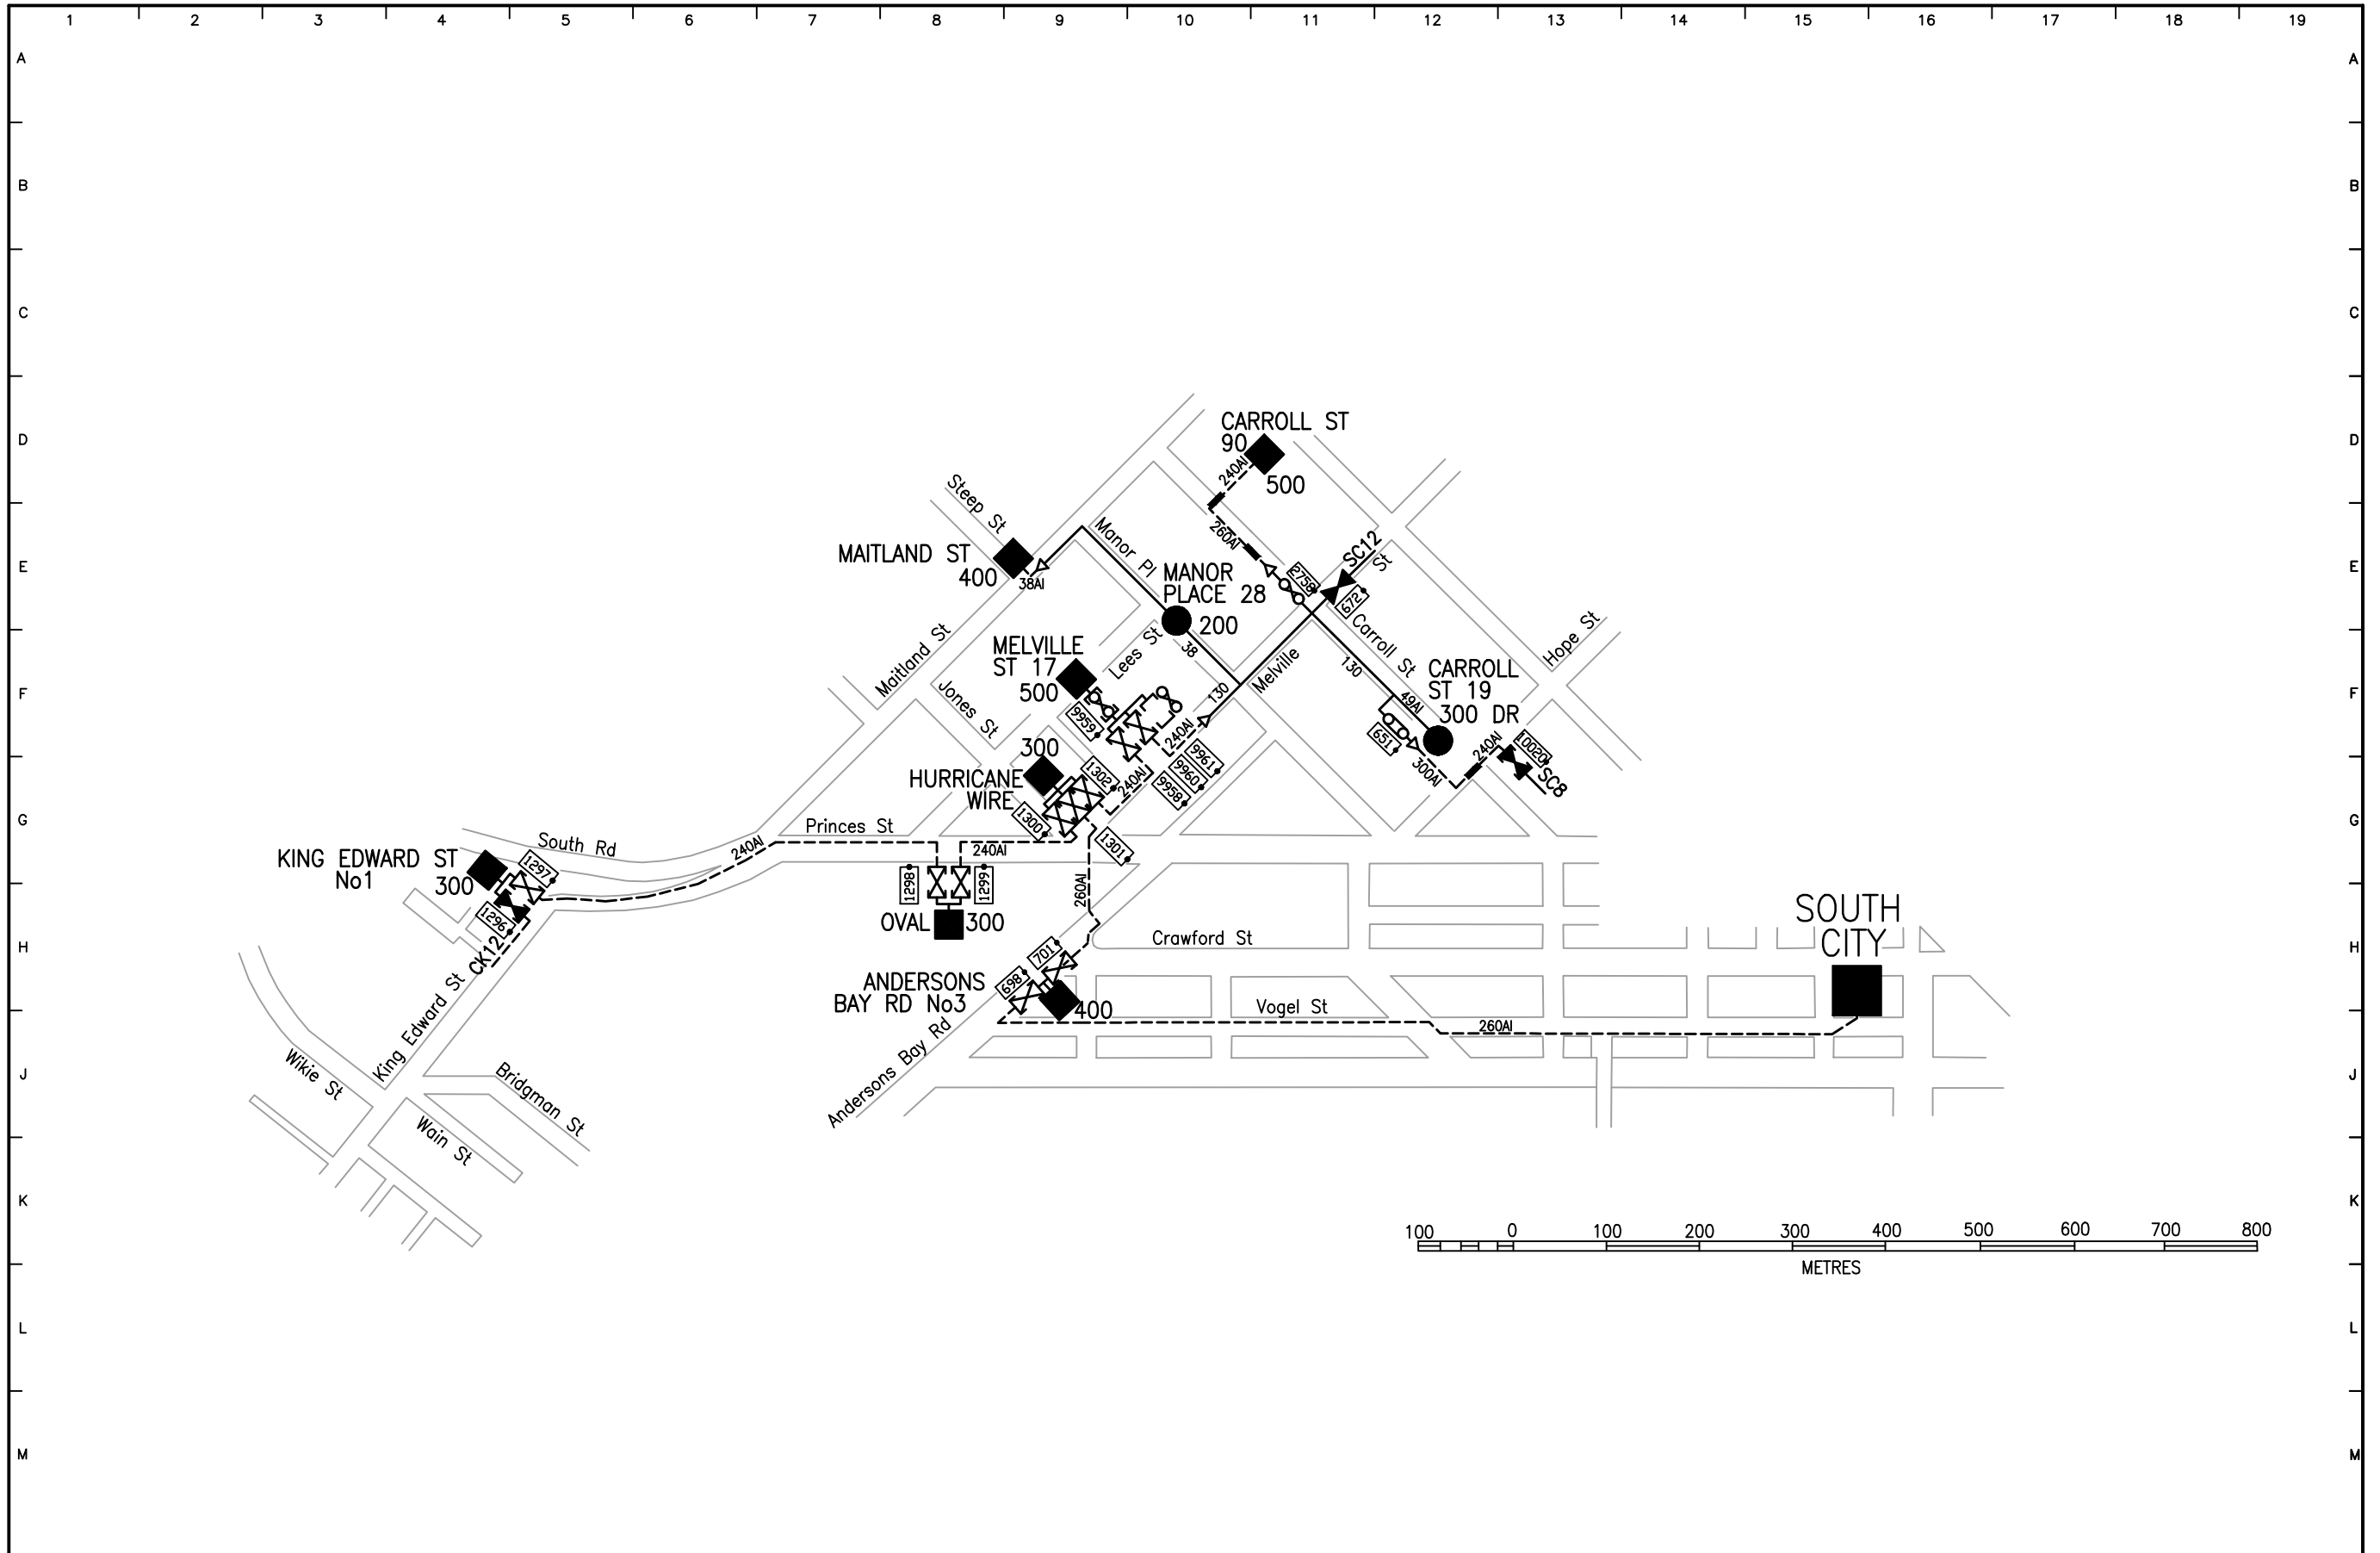 1 2 3 4 5 6 7 8 9 10 11 12 13 14 15 16 17 18 19
A A
B B
C C
D D
CARROLL ST
90
240AI
500
Steep St
E E
MAITLAND ST
400
38AI
Manor Pl
260AI
SC12
St
2758
672
MANOR
PLACE 28
200
Maitland St
Lees St
38
Carroll St
Hope St
MELVILLE
ST 17
500
F F
Jones St
9959
130
Melville
130
CARROLL
ST 19
300 DR
49AI
651
240AI
240AI
10020
SC8
300AI
9961
9960
9958
240AI
300
HURRICANE
WIRE
1302
1300
1301
G G
Princes St
South Rd
240AI
240AI
KING EDWARD ST
No1
300
1297
1296
CK12
1298
1299
260AI
OVAL
300
SOUTH
CITY
H H
Crawford St
701
698
ANDERSONS
BAY RD No3
400
Vogel St
260AI
King Edward St
Andersons Bay Rd
J J
Wikie St
Bridgman St
Wain St
K K
100 0 100 200 300 400 500 600 700 800
METRES
L L
M M